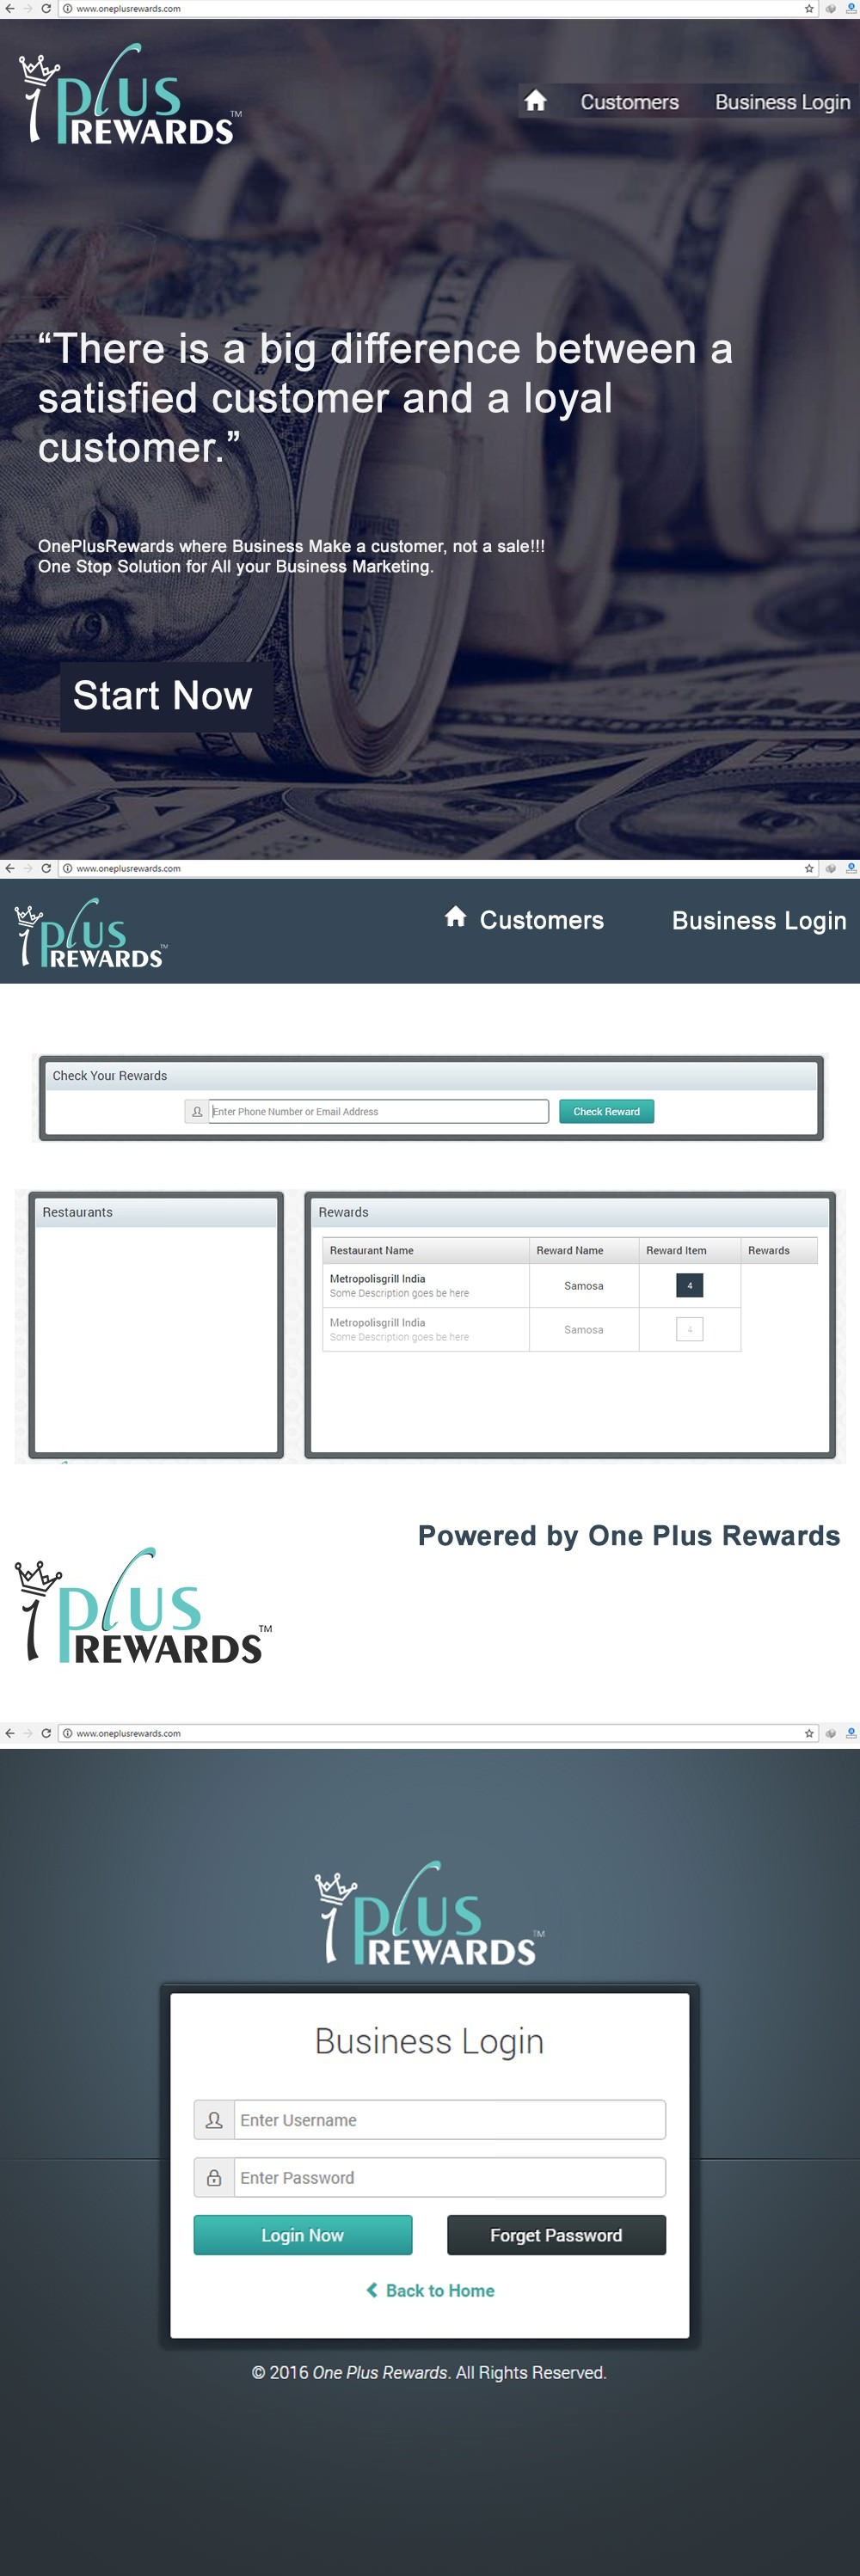 www.oneplusrewards.com
1 plus
REWARDS™
Customers Business Login
“There is a big difference between a
satisfied customer and a loyal
customer.”
OnePlusRewards where Business Make a customer, not a sale!!!
One Stop Solution for All your Business Marketing.
Start Now
www.oneplusrewards.com
1 plus
REWARDS™
Customers Business Login
Check Your Rewards
Enter Phone Number or Email Address Check Reward
Restaurants
Rewards
Restaurant Name Reward Name Reward Item Rewards
Metropolisgrill India
Some Description goes be here
Samosa 4
Metropolisgrill India
Some Description goes be here
Samosa 4
Powered by One Plus Rewards
1 plus
REWARDS™
www.oneplusrewards.com
1 plus
REWARDS™
Business Login
Enter Username
Enter Password
Login Now Forget Password
Back to Home
© 2016 One Plus Rewards. All Rights Reserved.